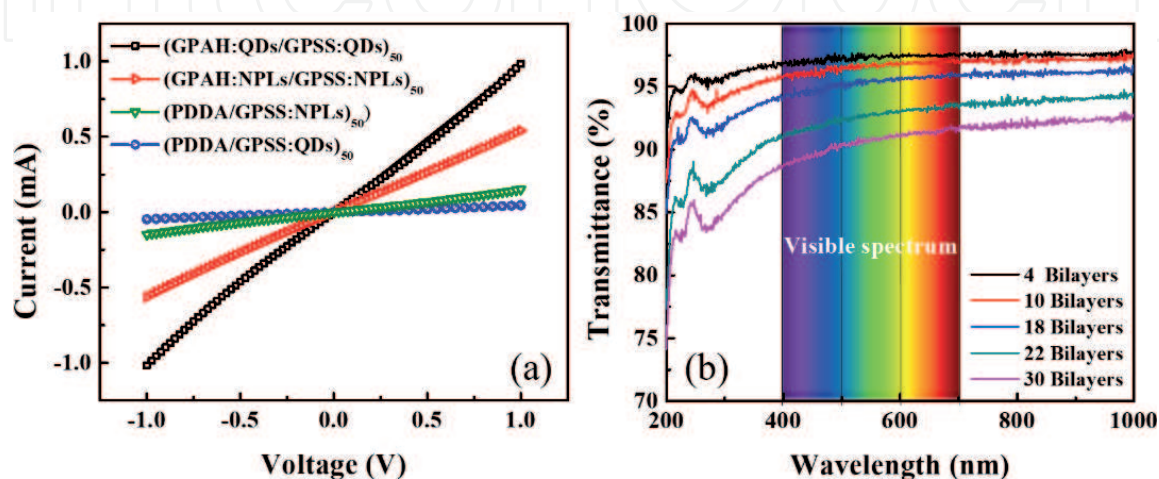 (GPAH:QDs/GPSS:QDs)50
(GPAH:NPLs/GPSS:NPLs)50
(PDDA/GPSS:NPLs)50)
(PDDA/GPSS:QDs)50
1.0
0.5
0.0
-0.5
-1.0
Current (mA)
(a)
-1.0 -0.5 0.0 0.5 1.0
Voltage (V)
100
95
90
85
80
75
70
Transmittance (%)
Visible spectrum
4 Bilayers
10 Bilayers
18 Bilayers
22 Bilayers
30 Bilayers
(b)
200 400 600 800 1000
Wavelength (nm)